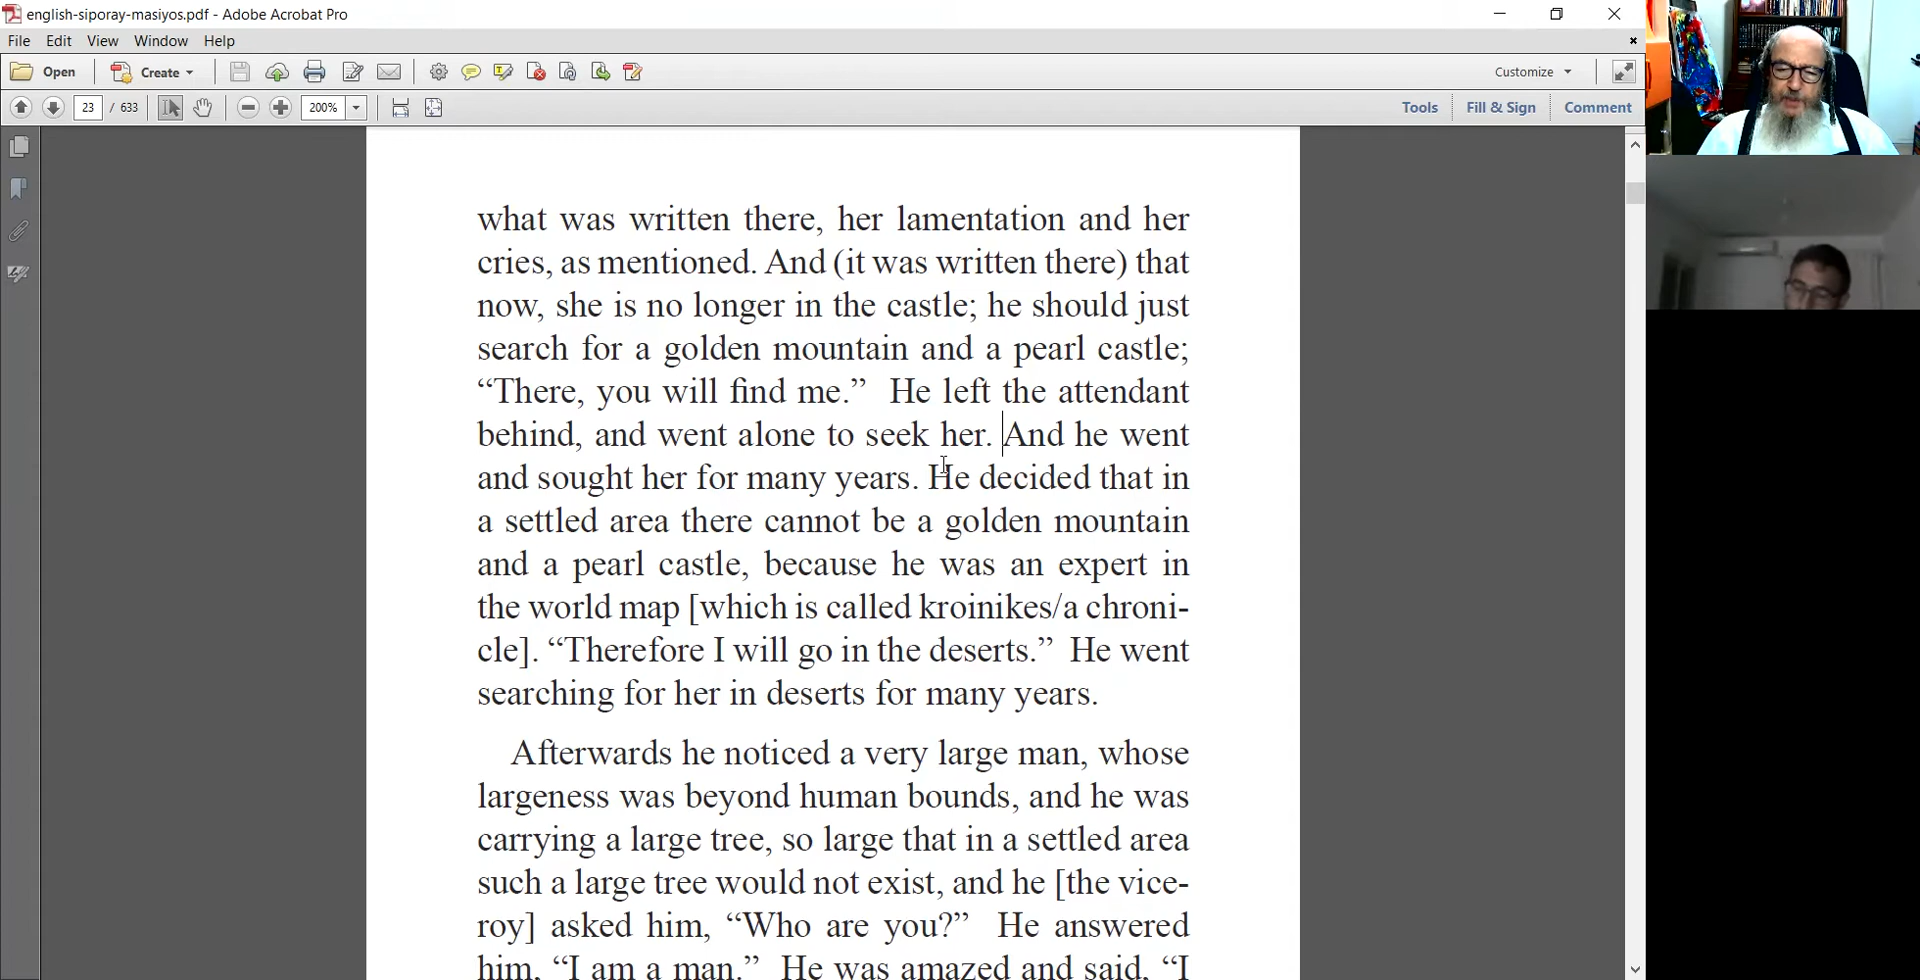 english-siporay-masiyos.pdf - Adobe Acrobat Pro
File Edit View Window Help
Open Create Customize
23 / 633 200% Tools Fill & Sign Comment
what was written there, her lamentation and her
cries, as mentioned. And (it was written there) that
now, she is no longer in the castle; he should just
search for a golden mountain and a pearl castle;
“There, you will find me.” He left the attendant
behind, and went alone to seek her. And he went
and sought her for many years. He decided that in
a settled area there cannot be a golden mountain
and a pearl castle, because he was an expert in
the world map [which is called kroinikes/a chroni-
cle]. “Therefore I will go in the deserts.” He went
searching for her in deserts for many years.
Afterwards he noticed a very large man, whose
largeness was beyond human bounds, and he was
carrying a large tree, so large that in a settled area
such a large tree would not exist, and he [the vice-
roy] asked him, “Who are you?” He answered
him, “I am a man.” He was amazed and said, “I